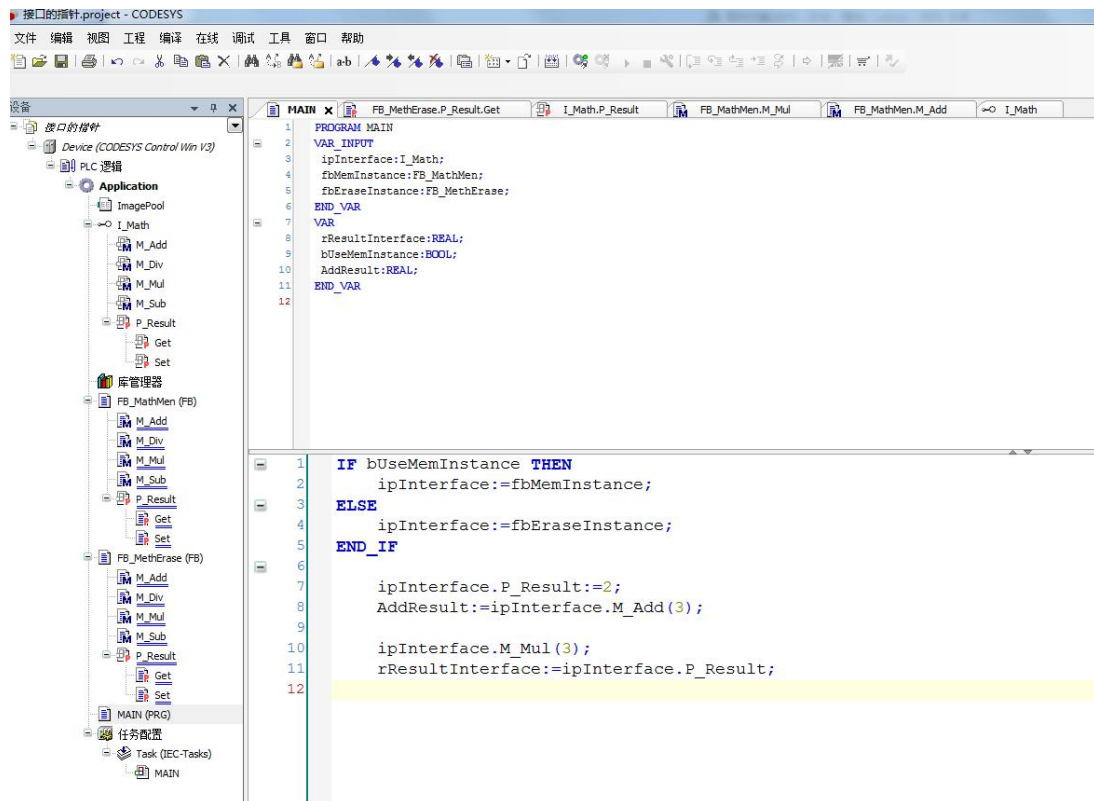 接口的指针.project - CODESYS
文件 编辑 视图 工程 编译 在线 调试 工具 窗口 帮助
设备
MAIN
FB_MethErase.P_Result.Get
I_Math.P_Result
FB_MathMen.M_Mul
FB_MathMen.M_Add
I_Math
接口的指针
Device (CODESYS Control Win V3)
PLC 逻辑
Application
ImagePool
I_Math
M_Add
M_Div
M_Mul
M_Sub
P_Result
Get
Set
库管理器
FB_MathMen (FB)
M_Add
M_Div
M_Mul
M_Sub
P_Result
Get
Set
FB_MethErase (FB)
M_Add
M_Div
M_Mul
M_Sub
P_Result
Get
Set
MAIN (PRG)
任务配置
Task (IEC-Tasks)
MAIN
1 PROGRAM MAIN
2 VAR_INPUT
3 ipInterface:I_Math;
4 fbMemInstance:FB_MathMen;
5 fbEraseInstance:FB_MethErase;
6 END_VAR
7 VAR
8 rResultInterface:REAL;
9 bUseMemInstance:BOOL;
10 AddResult:REAL;
11 END_VAR
12
1 IF bUseMemInstance THEN
2 ipInterface:=fbMemInstance;
3 ELSE
4 ipInterface:=fbEraseInstance;
5 END_IF
6
7 ipInterface.P_Result:=2;
8 AddResult:=ipInterface.M_Add(3);
9
10 ipInterface.M_Mul(3);
11 rResultInterface:=ipInterface.P_Result;
12